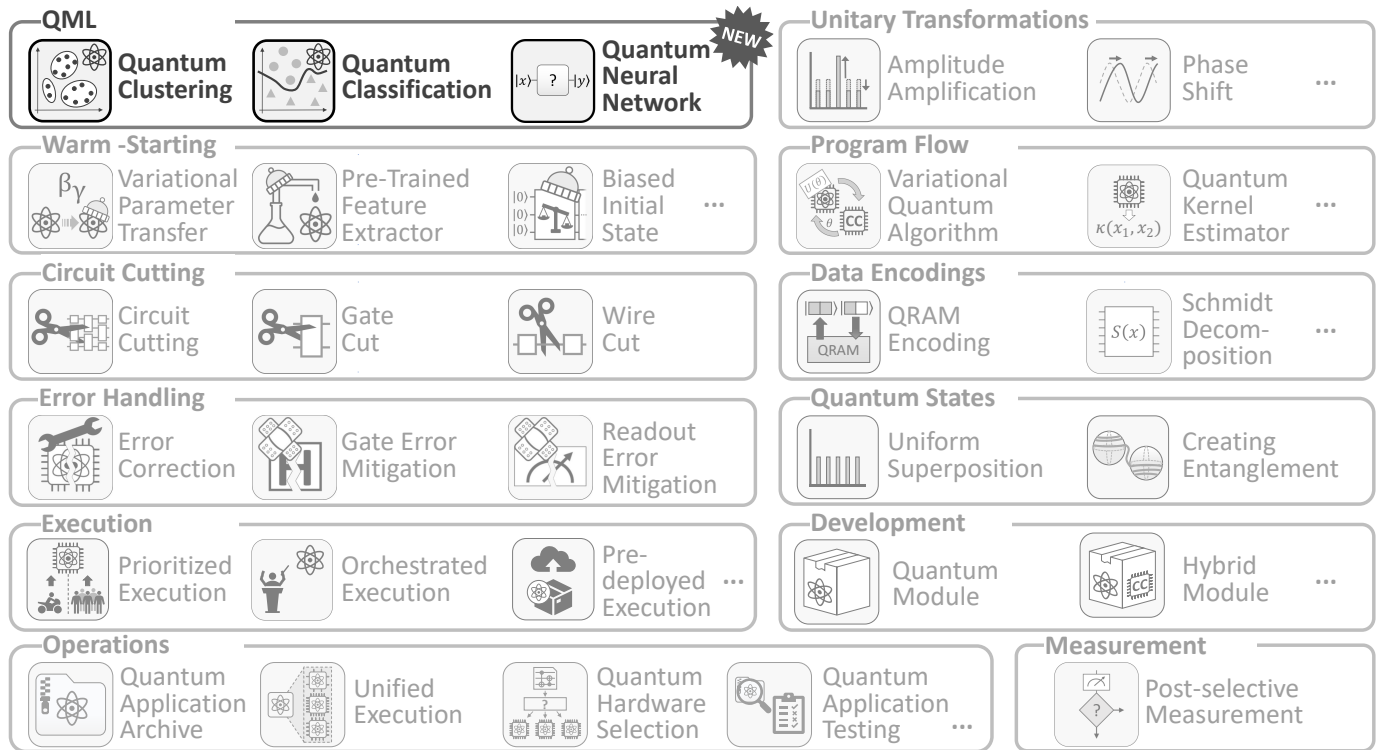 QML
NEW
Quantum
Clustering
Quantum
Classification
|x⟩
?
|y⟩
Quantum
Neural
Network
Unitary Transformations
Amplitude
Amplification
Phase
Shift
...
Warm -Starting
βγ
Variational
Parameter
Transfer
Pre-Trained
Feature
Extractor
|0⟩
|0⟩
|0⟩
Biased
Initial
State
...
Program Flow
U(θ)
θ
CC
Variational
Quantum
Algorithm
κ(x₁, x₂)
Quantum
Kernel
Estimator
...
Circuit Cutting
Circuit
Cutting
Gate
Cut
Wire
Cut
Data Encodings
QRAM
QRAM
Encoding
S(x)
Schmidt
Decom-
position
...
Error Handling
Error
Correction
H
Gate Error
Mitigation
Readout
Error
Mitigation
Quantum States
Uniform
Superposition
Creating
Entanglement
Execution
Prioritized
Execution
Orchestrated
Execution
Pre-
deployed
Execution
...
Development
Quantum
Module
CC
Hybrid
Module
...
Operations
Quantum
Application
Archive
Unified
Execution
?
Quantum
Hardware
Selection
Quantum
Application
Testing
...
Measurement
?
Post-selective
Measurement